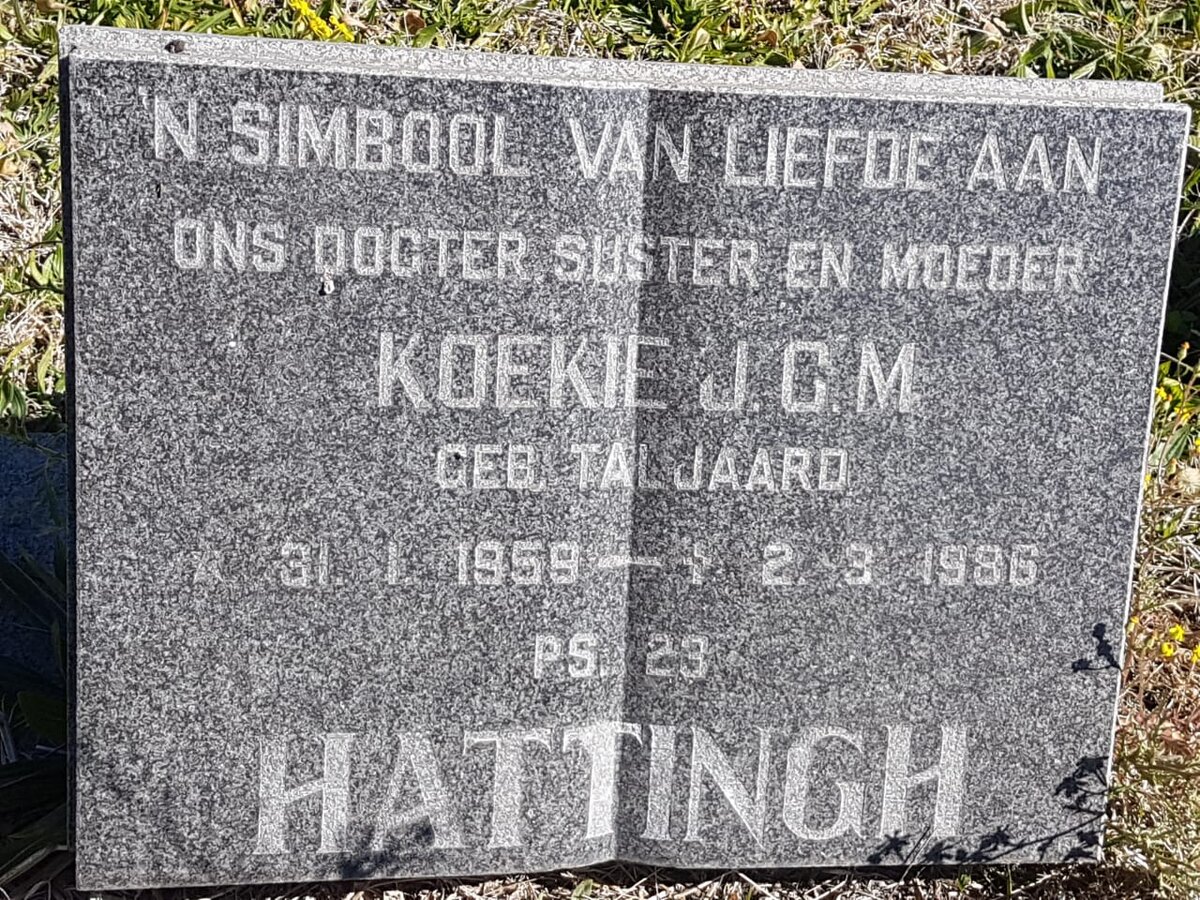 'N SIMBOOL VAN LIEFDE AAN
ONS DOGTER SUSTER EN MOEDER
KOEKIE J.G.M
GEB. TALJAARD
* 31. 1. 1959 — † 2. 3. 1986
PS. 23
HATTINGH